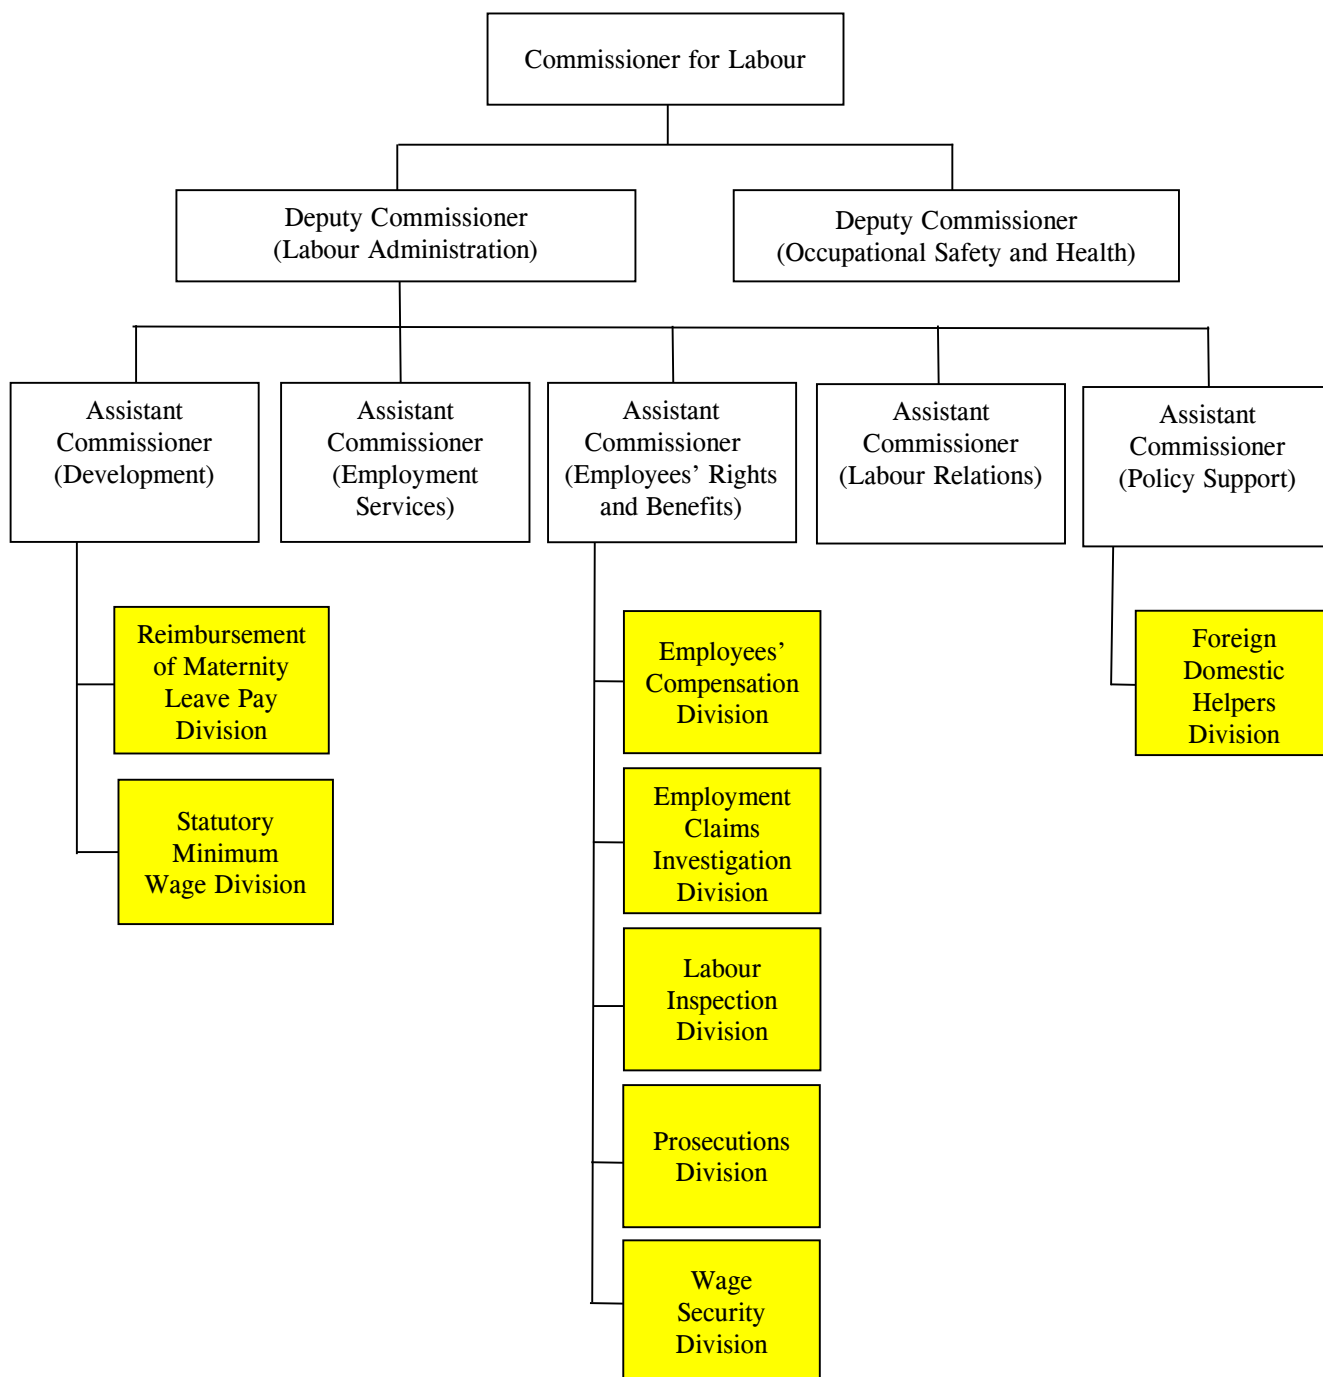 Commissioner for Labour
Deputy Commissioner
(Labour Administration)
Deputy Commissioner
(Occupational Safety and Health)
Assistant
Commissioner
(Development)
Assistant
Commissioner
(Employment
Services)
Assistant
Commissioner
(Employees’ Rights
and Benefits)
Assistant
Commissioner
(Labour Relations)
Assistant
Commissioner
(Policy Support)
Reimbursement
of Maternity
Leave Pay
Division
Statutory
Minimum
Wage Division
Employees’
Compensation
Division
Employment
Claims
Investigation
Division
Labour
Inspection
Division
Prosecutions
Division
Wage
Security
Division
Foreign
Domestic
Helpers
Division